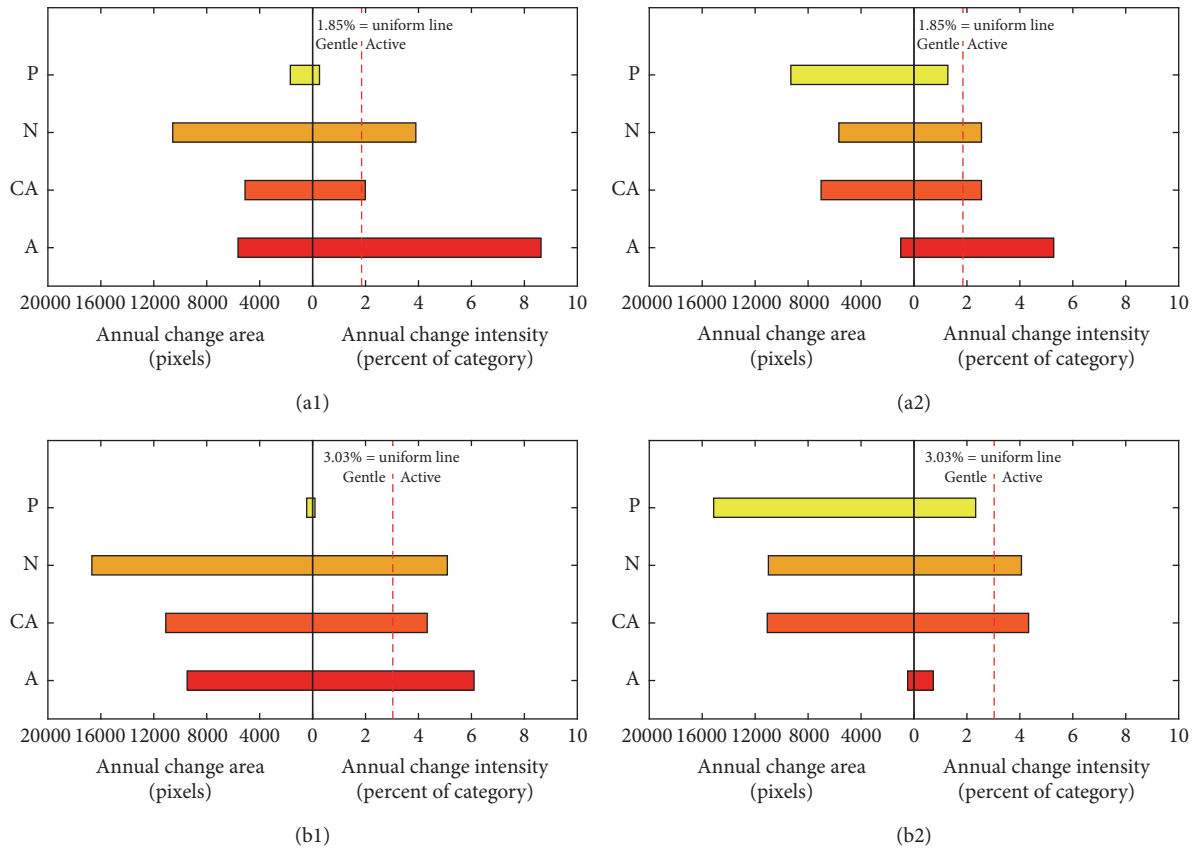 1.85% = uniform line
Gentle Active
P
N
CA
A
20000 16000 12000 8000 4000 0 2 4 6 8 10
Annual change area
(pixels)
Annual change intensity
(percent of category)
(a1)
1.85% = uniform line
Gentle Active
P
N
CA
A
20000 16000 12000 8000 4000 0 2 4 6 8 10
Annual change area
(pixels)
Annual change intensity
(percent of category)
(a2)
3.03% = uniform line
Gentle Active
P
N
CA
A
20000 16000 12000 8000 4000 0 2 4 6 8 10
Annual change area
(pixels)
Annual change intensity
(percent of category)
(b1)
3.03% = uniform line
Gentle Active
P
N
CA
A
20000 16000 12000 8000 4000 0 2 4 6 8 10
Annual change area
(pixels)
Annual change intensity
(percent of category)
(b2)